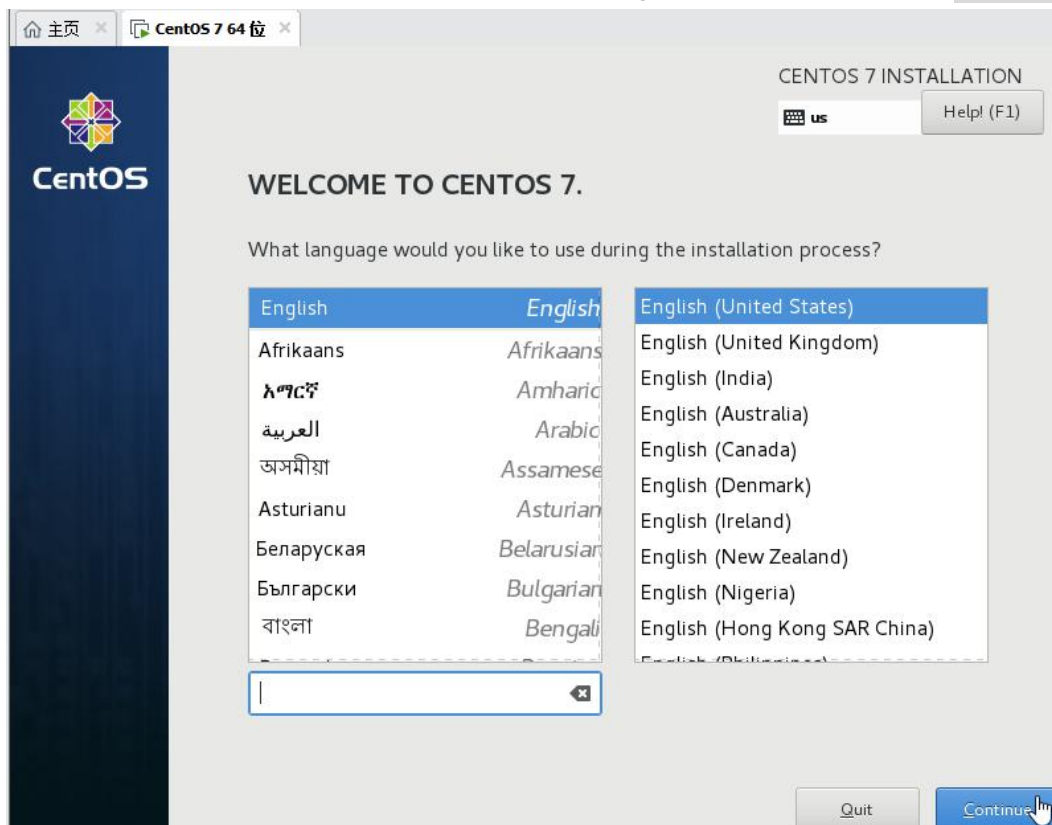 主页
CentOS 7 64 位
CENTOS 7 INSTALLATION
us
Help! (F1)
CentOS
WELCOME TO CENTOS 7.
What language would you like to use during the installation process?
English English
Afrikaans Afrikaans
አማርኛ Amharic
العربية Arabic
অসমীয়া Assamese
Asturianu Asturian
Беларуская Belarusian
Български Bulgarian
বাংলা Bengali
English (United States)
English (United Kingdom)
English (India)
English (Australia)
English (Canada)
English (Denmark)
English (Ireland)
English (New Zealand)
English (Nigeria)
English (Hong Kong SAR China)
English (Philippines)
Quit
Continue